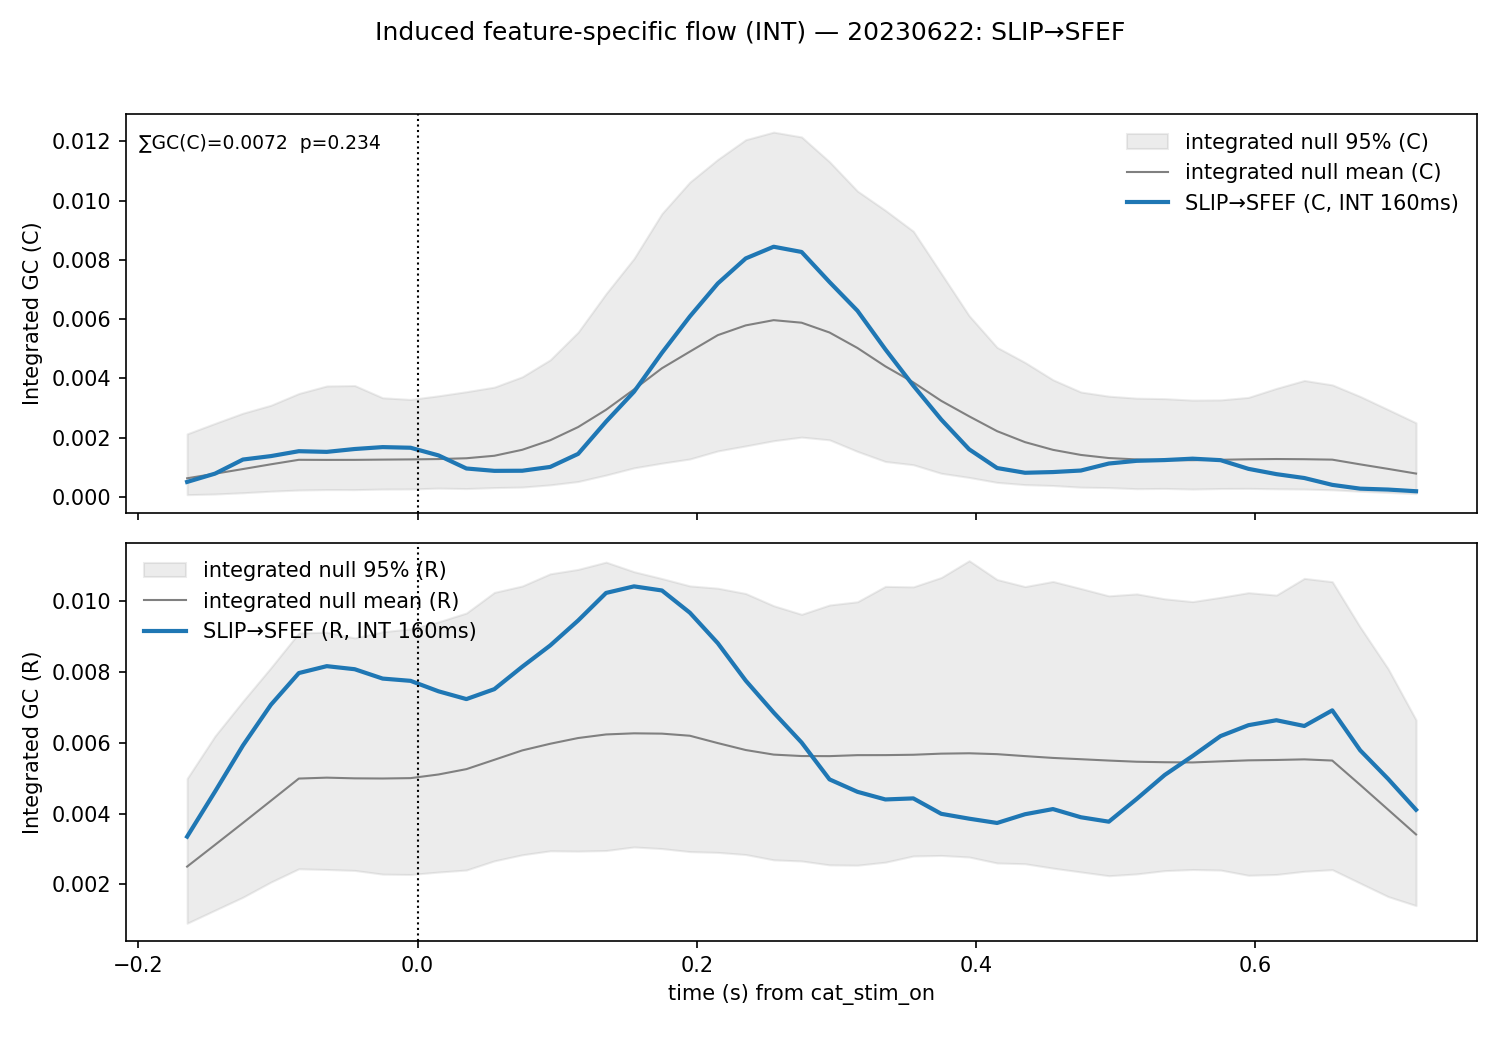 Induced feature-specific flow (INT) — 20230622: SLIP→SFEF
∑GC(C)=0.0072 p=0.234
integrated null 95% (C)
integrated null mean (C)
SLIP→SFEF (C, INT 160ms)
Integrated GC (C)
0.012
0.010
0.008
0.006
0.004
0.002
0.000
integrated null 95% (R)
integrated null mean (R)
SLIP→SFEF (R, INT 160ms)
Integrated GC (R)
0.010
0.008
0.006
0.004
0.002
−0.2 0.0 0.2 0.4 0.6
time (s) from cat_stim_on